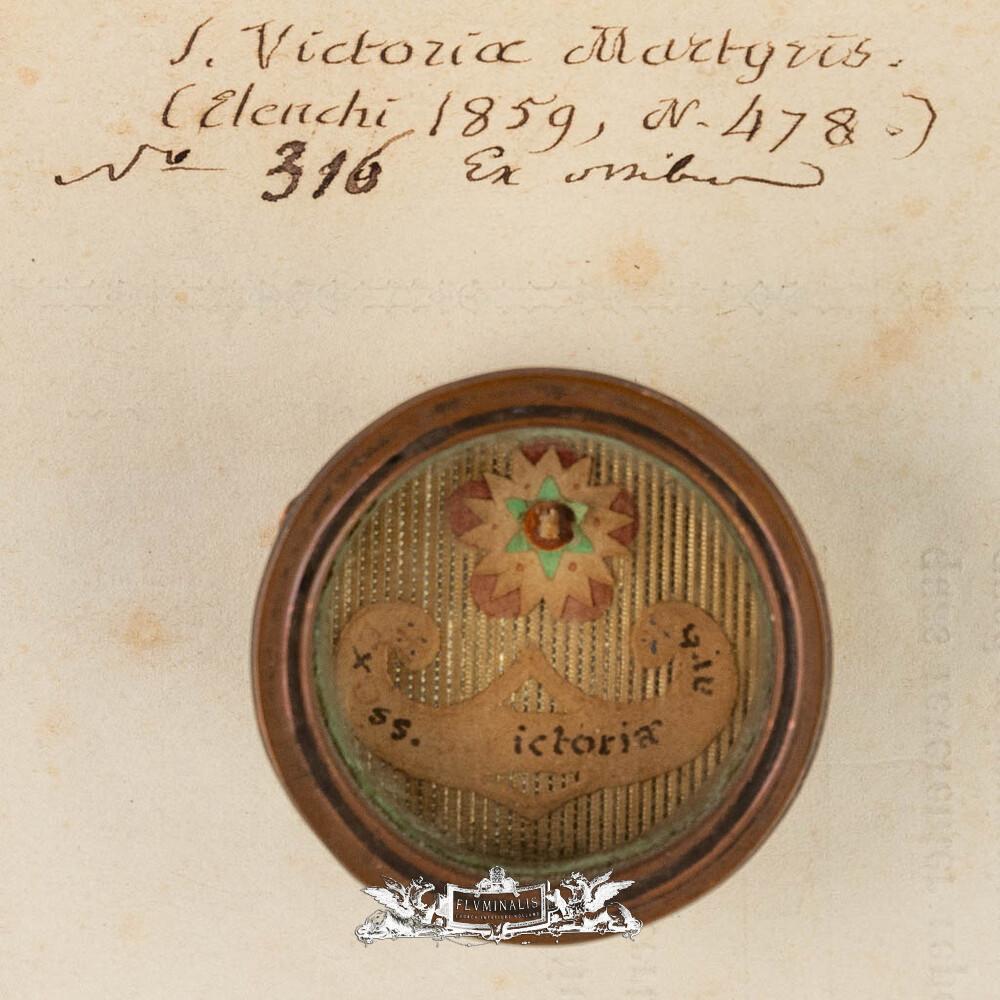 S. Victoriæ Martyris.
(Elenchi 1859, N. 478.)
No 316 Ex ossibus
x ss. ictoriæ
FLVMINALIS